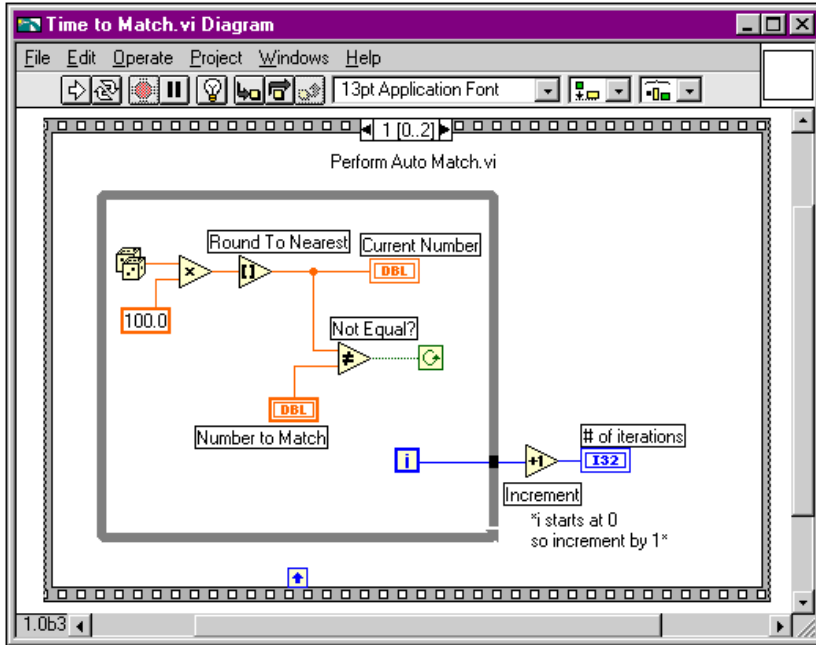 Time to Match.vi Diagram
File Edit Operate Project Windows Help
13pt Application Font
1 [0..2]
Perform Auto Match.vi
Round To Nearest
Current Number
x
[ ]
DBL
100.0
Not Equal?
≠
DBL
Number to Match
# of iterations
i
+1
I32
Increment
*i starts at 0
so increment by 1*
1.0b3